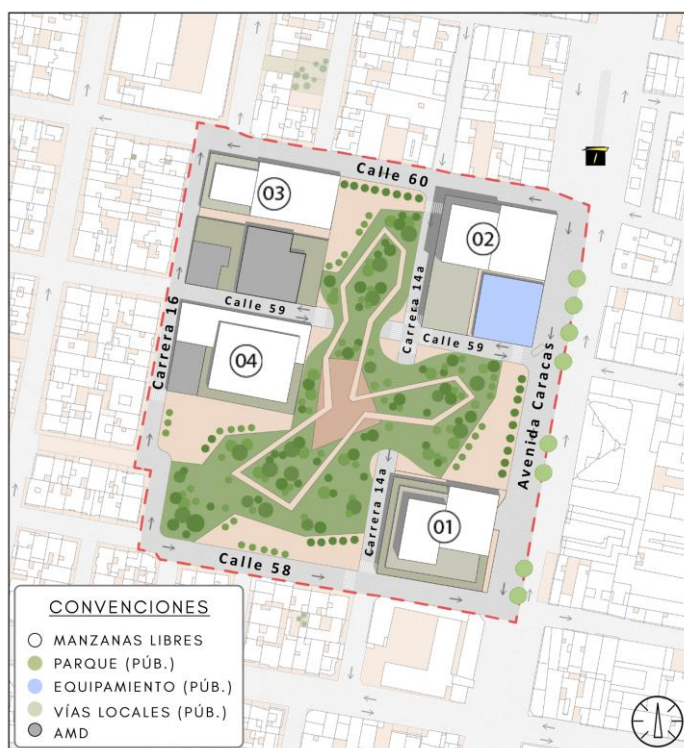 Calle 60
03
02
Carrera 14a
Carrera 16
Calle 59
Calle 59
04
Avenida Caracas
Carrera 14a
01
Calle 58
CONVENCIONES
MANZANAS LIBRES
PARQUE (PÚB.)
EQUIPAMIENTO (PÚB.)
VÍAS LOCALES (PÚB.)
AMD